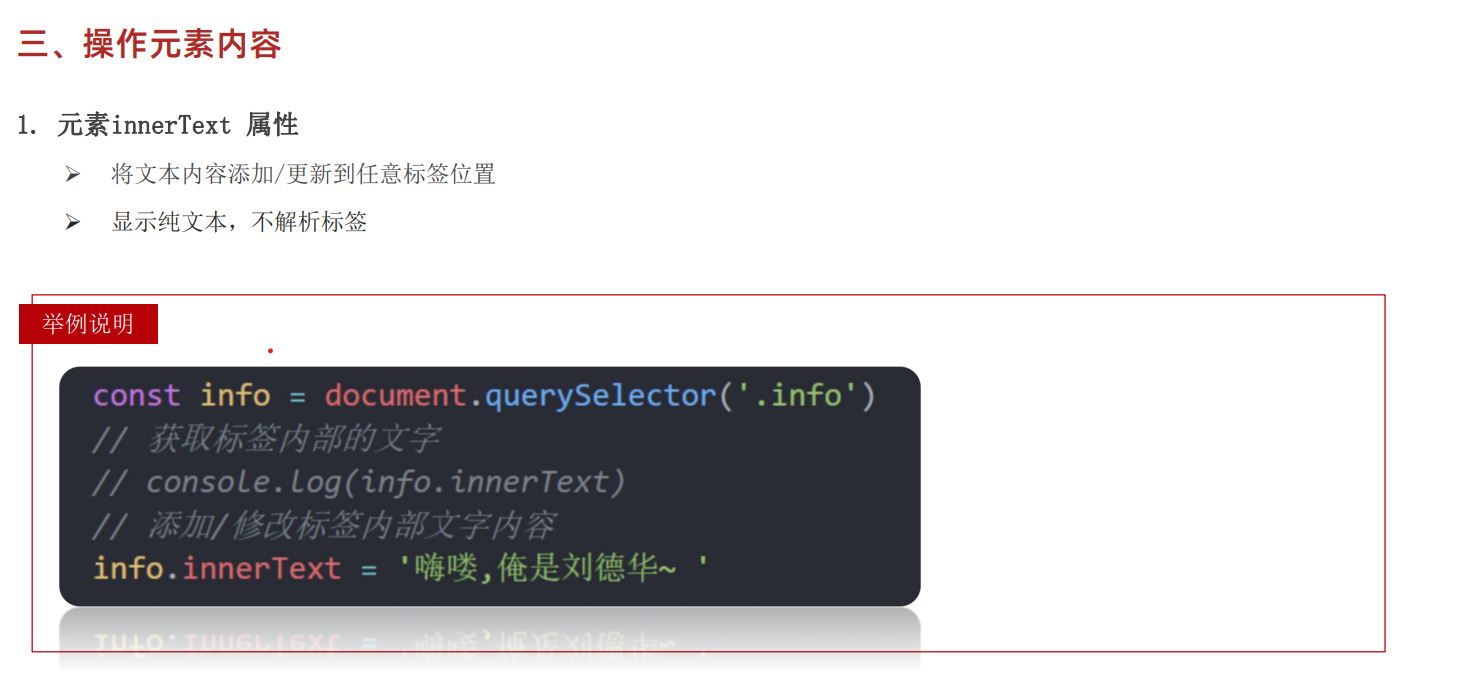 三、操作元素内容
1. 元素innerText 属性
➢ 将文本内容添加/更新到任意标签位置
➢ 显示纯文本，不解析标签
举例说明
const info = document.querySelector('.info')
// 获取标签内部的文字
// console.log(info.innerText)
// 添加/修改标签内部文字内容
info.innerText = '嗨喽,俺是刘德华~ '